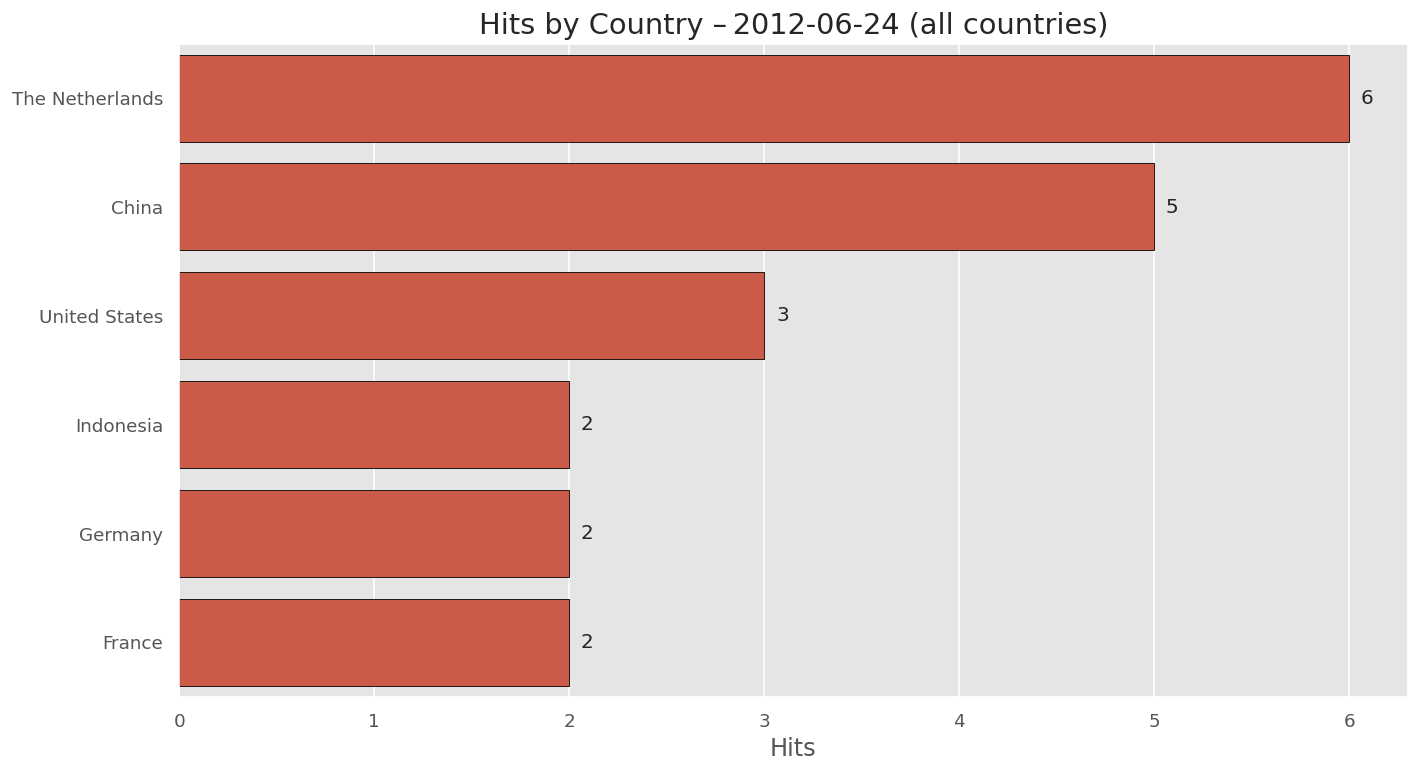 Hits by Country – 2012-06-24 (all countries)
The Netherlands
6
China
5
United States
3
Indonesia
2
Germany
2
France
2
0 1 2 3 4 5 6
Hits